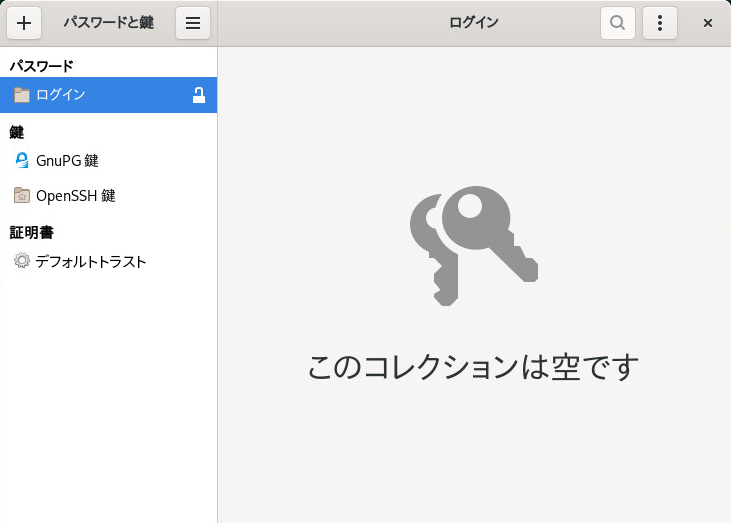 パスワードと鍵
ログイン
パスワード
ログイン
鍵
GnuPG 鍵
OpenSSH 鍵
証明書
デフォルトトラスト
このコレクションは空です